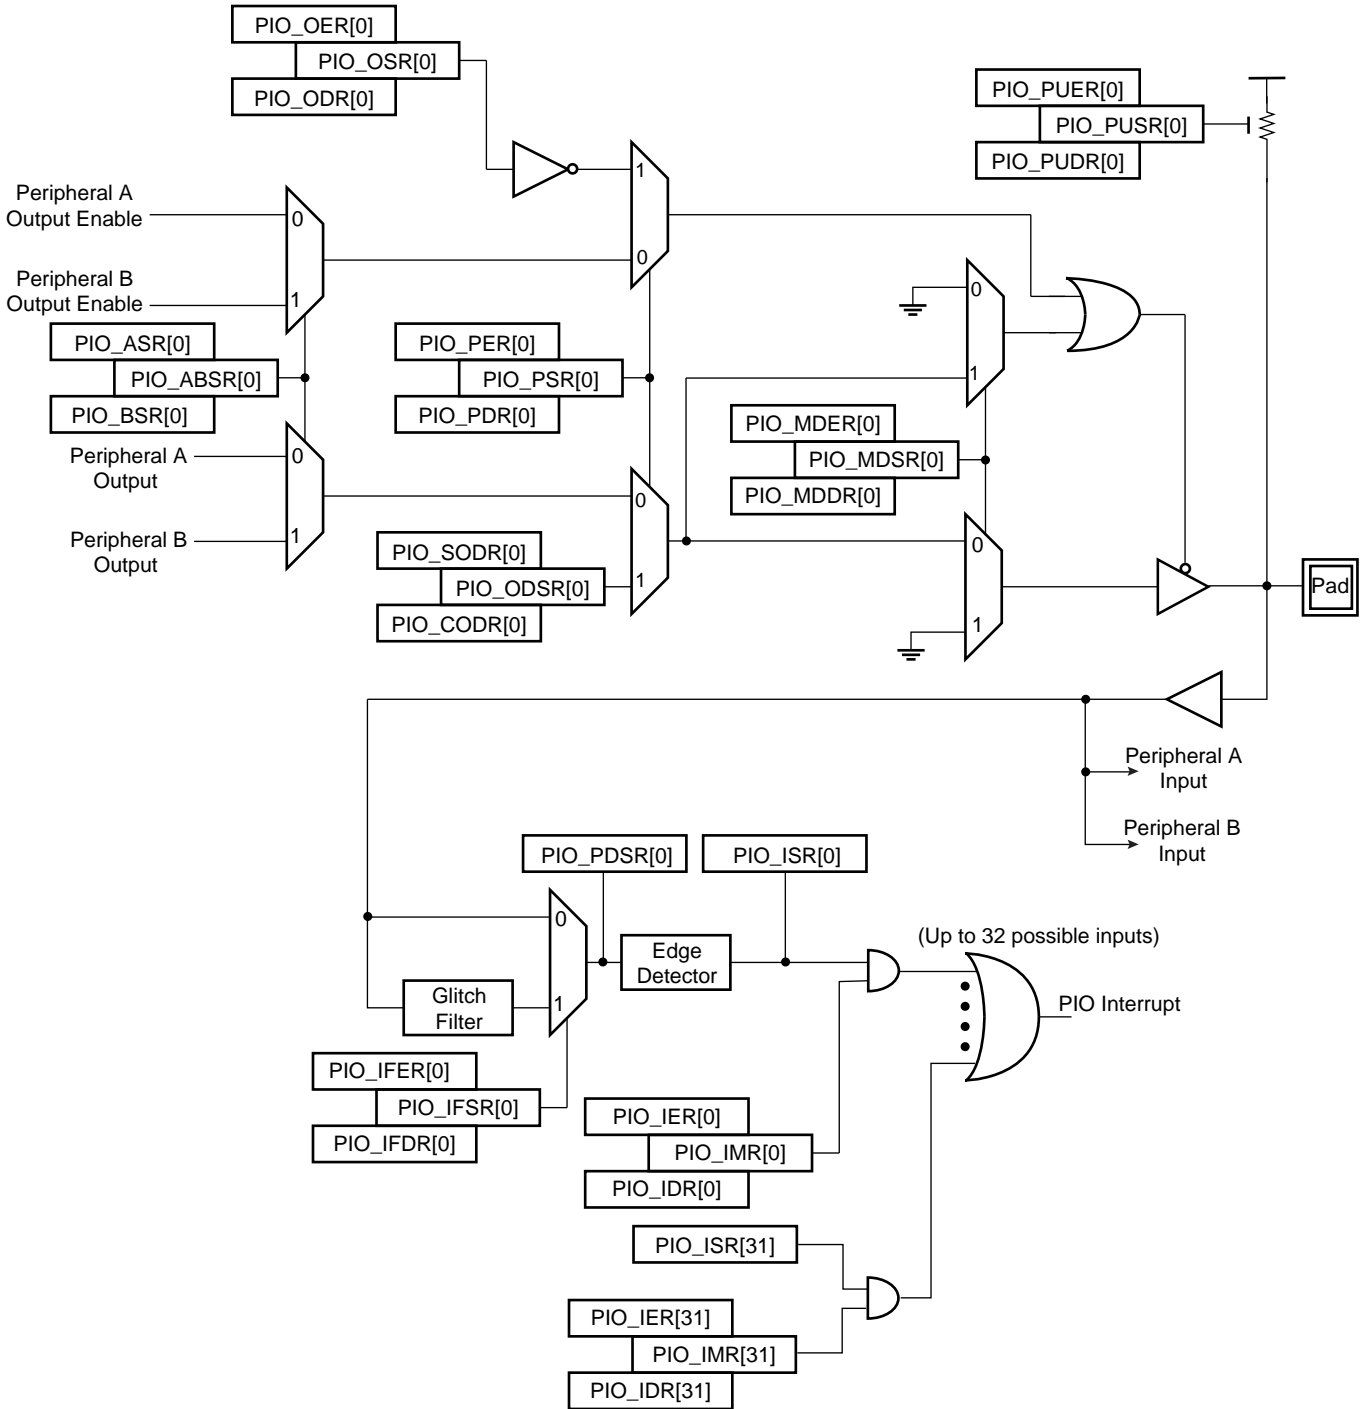 PIO_OER[0]
PIO_OSR[0]
PIO_ODR[0]
PIO_PUER[0]
PIO_PUSR[0]
PIO_PUDR[0]
1
0
Peripheral A
Output Enable
0
Peripheral B
Output Enable
1
PIO_ASR[0]
PIO_ABSR[0]
PIO_BSR[0]
PIO_PER[0]
PIO_PSR[0]
PIO_PDR[0]
0
1
PIO_MDER[0]
PIO_MDSR[0]
PIO_MDDR[0]
Peripheral A
Output
0
Peripheral B
Output
1
0
1
PIO_SODR[0]
PIO_ODSR[0]
PIO_CODR[0]
0
1
Pad
Peripheral A
Input
Peripheral B
Input
PIO_PDSR[0]
PIO_ISR[0]
0
1
Edge
Detector
Glitch
Filter
(Up to 32 possible inputs)
PIO Interrupt
PIO_IFER[0]
PIO_IFSR[0]
PIO_IFDR[0]
PIO_IER[0]
PIO_IMR[0]
PIO_IDR[0]
PIO_ISR[31]
PIO_IER[31]
PIO_IMR[31]
PIO_IDR[31]